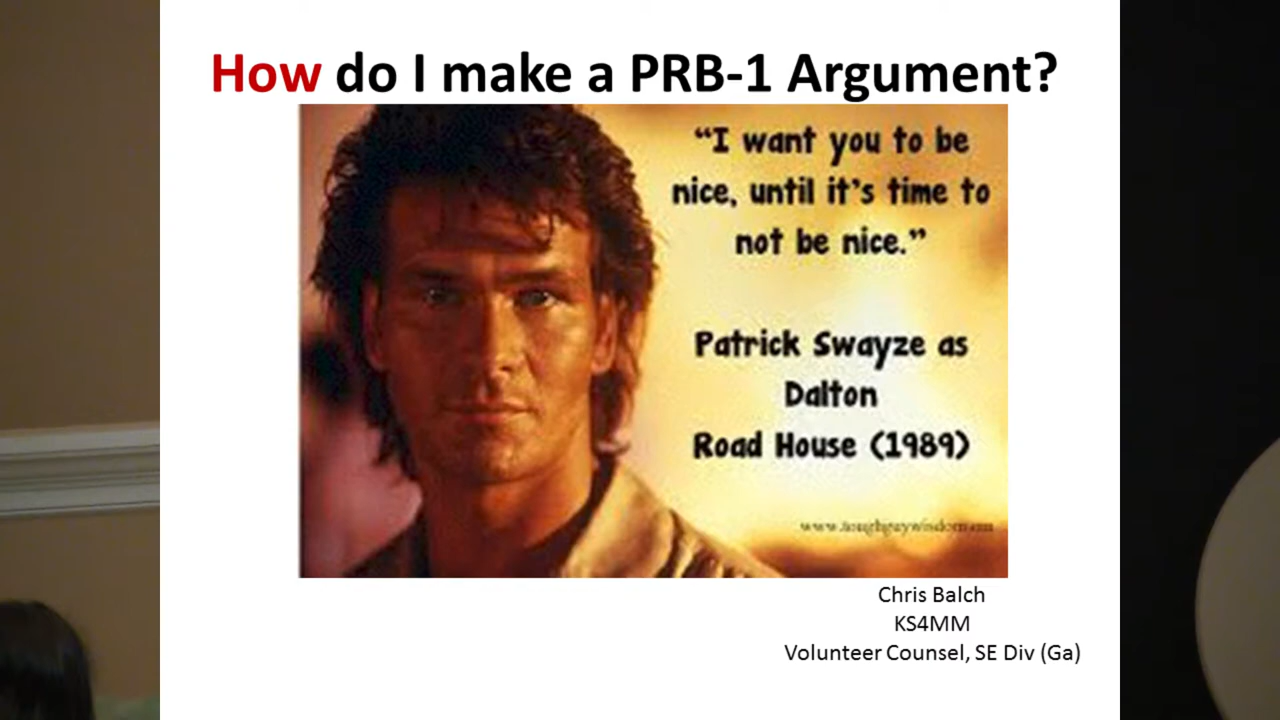 How do I make a PRB-1 Argument?
“I want you to be
nice, until it’s time to
not be nice.”
Patrick Swayze as
Dalton
Road House (1989)
Chris Balch
KS4MM
Volunteer Counsel, SE Div (Ga)